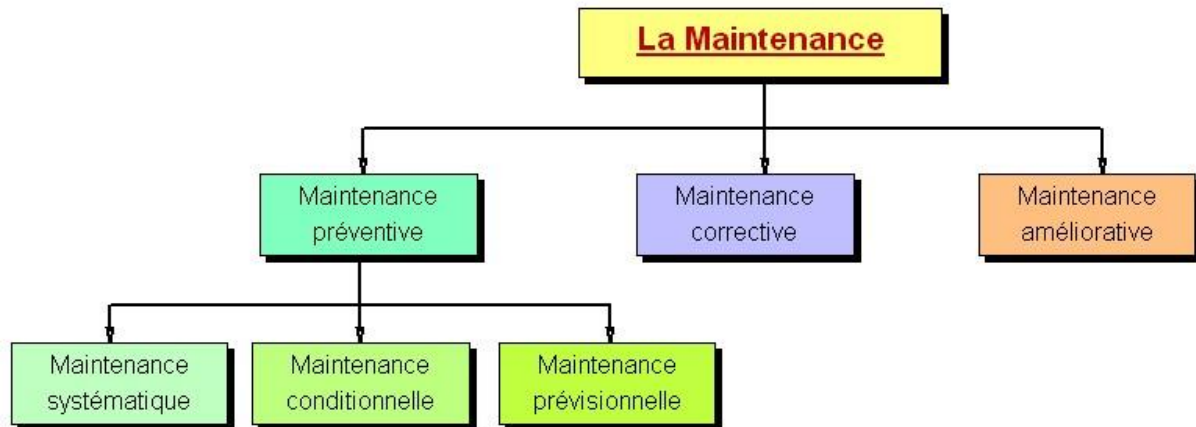 La Maintenance
Maintenance
préventive
Maintenance
corrective
Maintenance
améliorative
Maintenance
systématique
Maintenance
conditionnelle
Maintenance
prévisionnelle